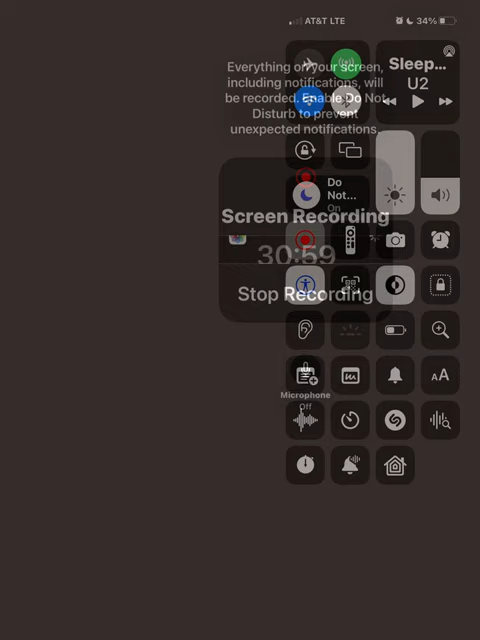 AT&T LTE
34%
Everything on your screen,
including notifications, will
be recorded. Enable Do Not
Disturb to prevent
unexpected notifications.
Sleep...
U2
Do
Not...
On
Screen Recording
30:59
Stop Recording
AA
Microphone
Off